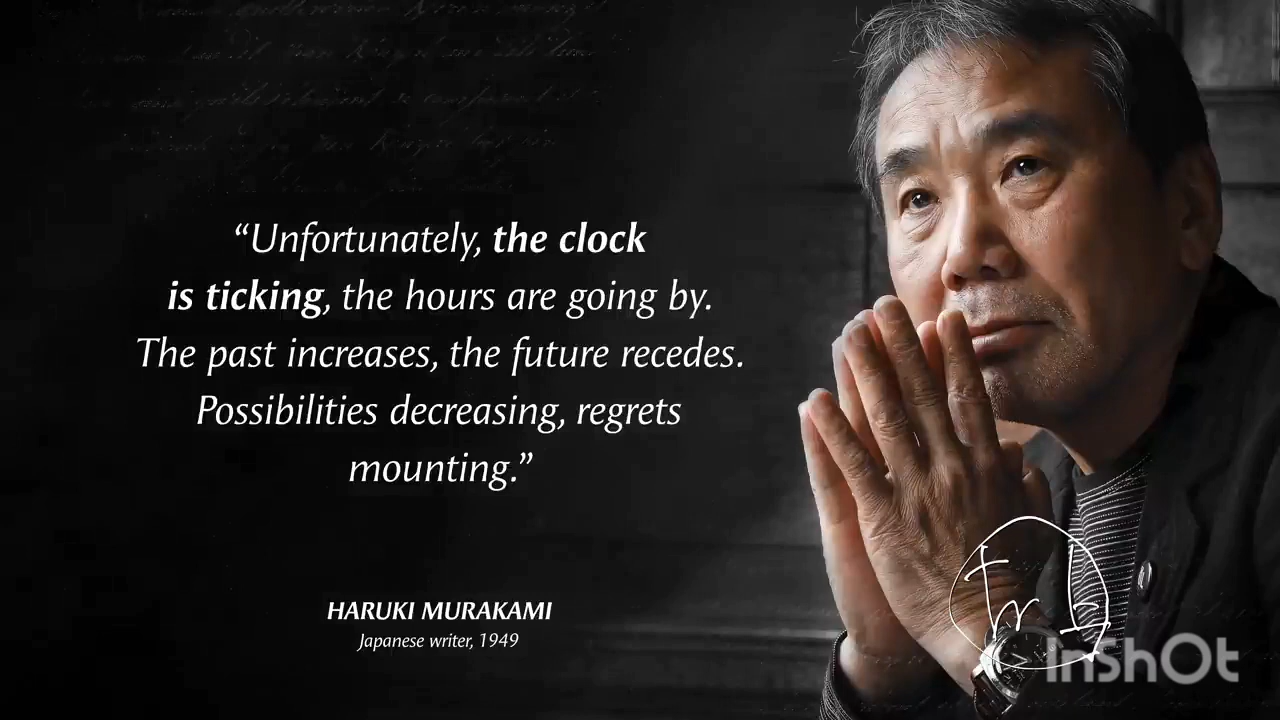 “Unfortunately, the clock
is ticking, the hours are going by.
The past increases, the future recedes.
Possibilities decreasing, regrets
mounting.”
HARUKI MURAKAMI
Japanese writer, 1949
InShOt